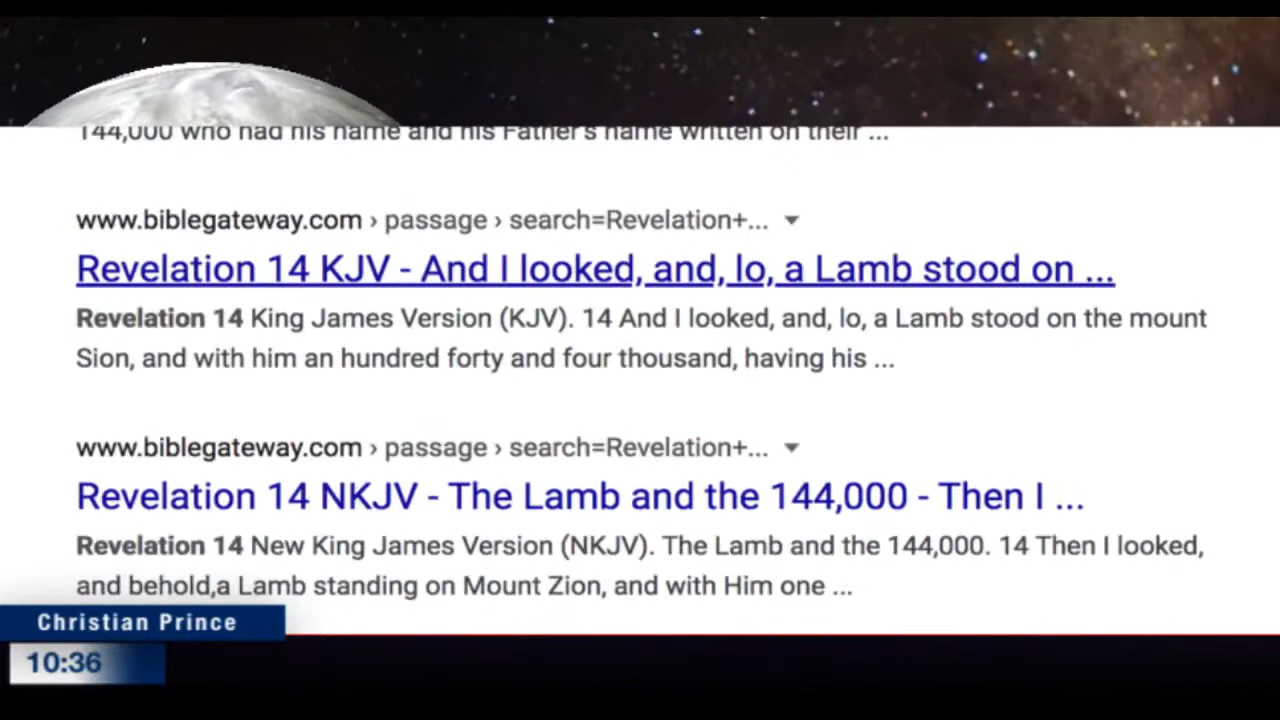 144,000 who had his name and his Father's name written on their ...
www.biblegateway.com › passage › search=Revelation+...
Revelation 14 KJV - And I looked, and, lo, a Lamb stood on ...
Revelation 14 King James Version (KJV). 14 And I looked, and, lo, a Lamb stood on the mount
Sion, and with him an hundred forty and four thousand, having his ...
www.biblegateway.com › passage › search=Revelation+...
Revelation 14 NKJV - The Lamb and the 144,000 - Then I ...
Revelation 14 New King James Version (NKJV). The Lamb and the 144,000. 14 Then I looked,
and behold,a Lamb standing on Mount Zion, and with Him one ...
Christian Prince
10:36